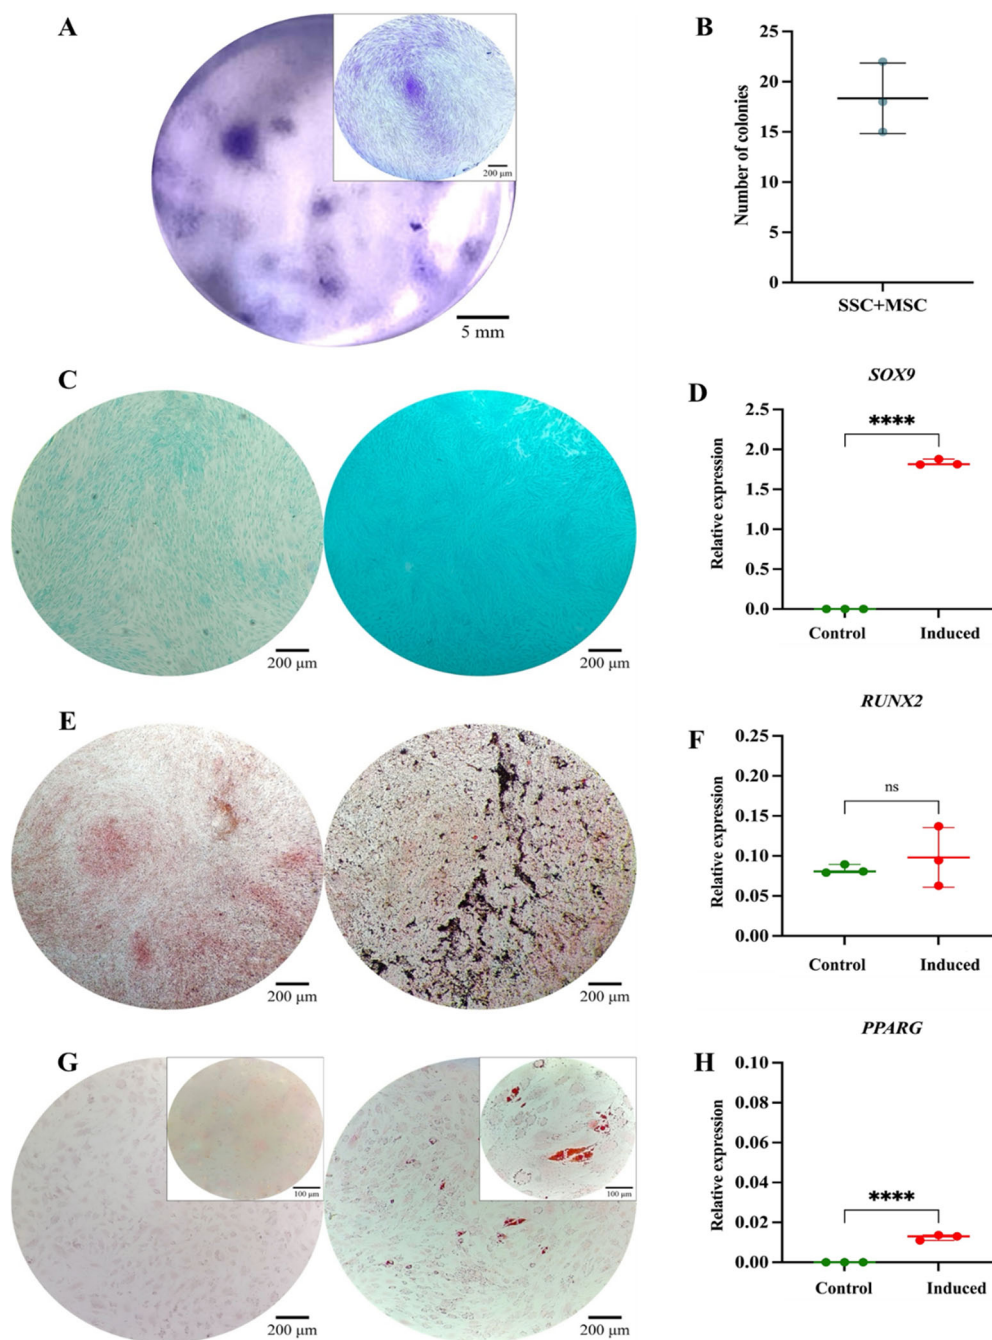 A
200 μm
5 mm
B
25
20
15
10
5
0
Number of colonies
SSC+MSC
C
200 μm
200 μm
D
SOX9
2.5
2.0
1.5
1.0
0.5
0.0
Relative expression
****
Control Induced
E
200 μm
200 μm
F
RUNX2
0.25
0.20
0.15
0.10
0.05
0.00
Relative expression
ns
Control Induced
G
100 μm
200 μm
100 μm
200 μm
H
PPARG
0.10
0.08
0.06
0.04
0.02
0.00
Relative expression
****
Control Induced